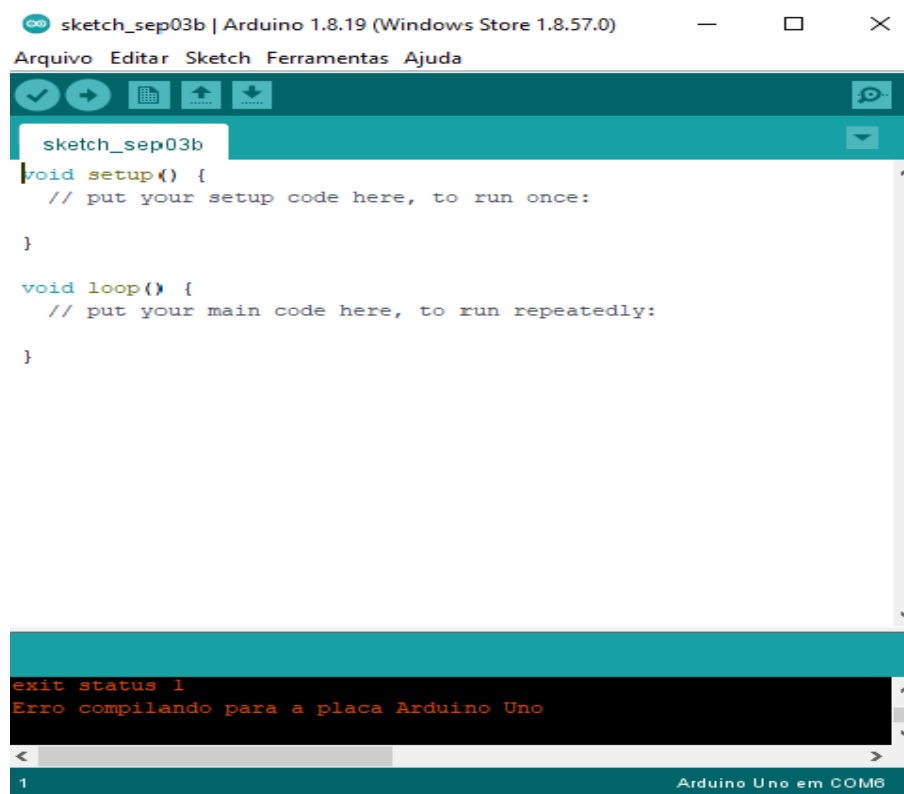 sketch_sep03b | Arduino 1.8.19 (Windows Store 1.8.57.0)
Arquivo Editar Sketch Ferramentas Ajuda
sketch_sep03b
void setup() {
  // put your setup code here, to run once:
}
void loop() {
  // put your main code here, to run repeatedly:
}
exit status 1
Erro compilando para a placa Arduino Uno
1 Arduino Uno em COM6